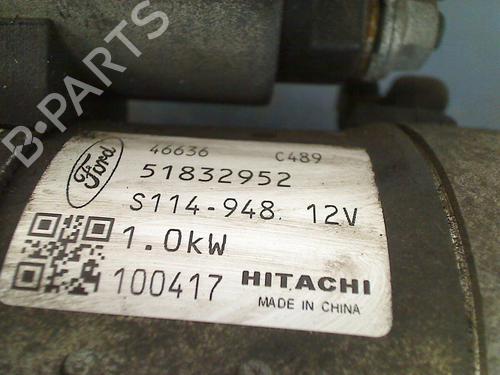 B-PARTS
46636 C489
Ford
51832952
S114-948. 12V
1.0kW
100417 HITACHI
MADE IN CHINA